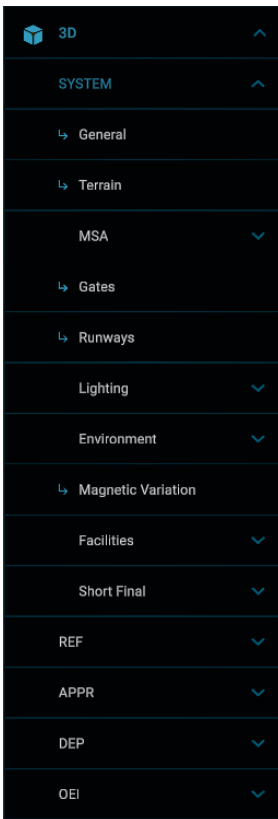 3D
SYSTEM
General
Terrain
MSA
Gates
Runways
Lighting
Environment
Magnetic Variation
Facilities
Short Final
REF
APPR
DEP
OEI